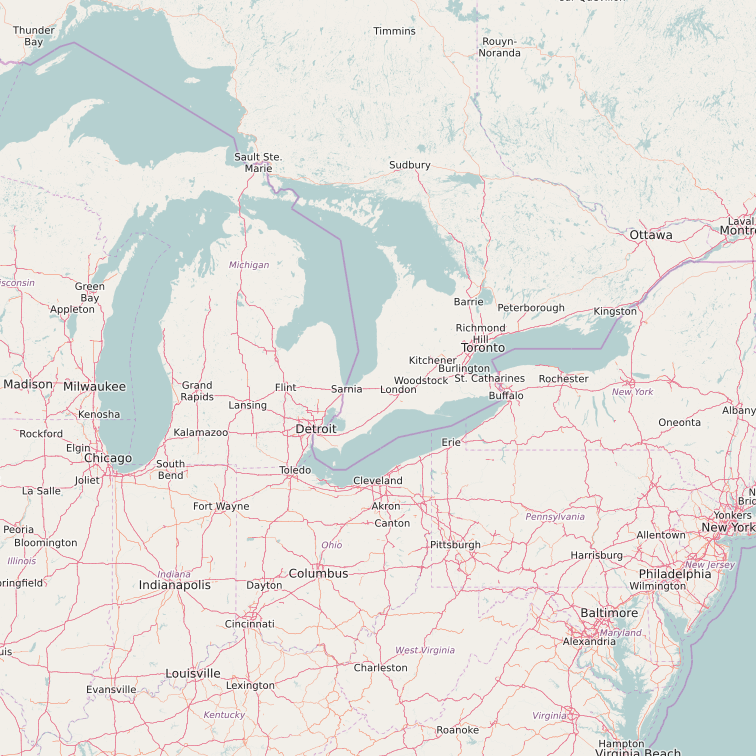 Timmins
Thunder
Bay
Rouyn-
Noranda
Sault Ste.
Marie
Sudbury
Laval
Ottawa
Montre
Michigan
isconsin
Green
Bay
Appleton
Barrie
Peterborough
Kingston
Richmond
Hill
Toronto
Kitchener
Burlington
Woodstock
St. Catharines
Rochester
Madison
Milwaukee
Grand
Rapids
Flint
Sarnia
London
Buffalo
New York
Lansing
Kenosha
Albany
Oneonta
Rockford
Kalamazoo
Detroit
Elgin
Chicago
Erie
South
Bend
Toledo
Joliet
Cleveland
La Salle
Fort Wayne
Akron
Canton
Pennsylvania
N
Bric
Yonkers
New York
Peoria
Bloomington
Allentown
Ohio
Pittsburgh
Harrisburg
Illinois
Indiana
Columbus
New Jersey
Philadelphia
Wilmington
pringfield
Indianapolis
Dayton
Cincinnati
Baltimore
Maryland
Alexandria
uis
West Virginia
Louisville
Charleston
Evansville
Lexington
Kentucky
Virginia
Roanoke
Hampton
Virginia Beach